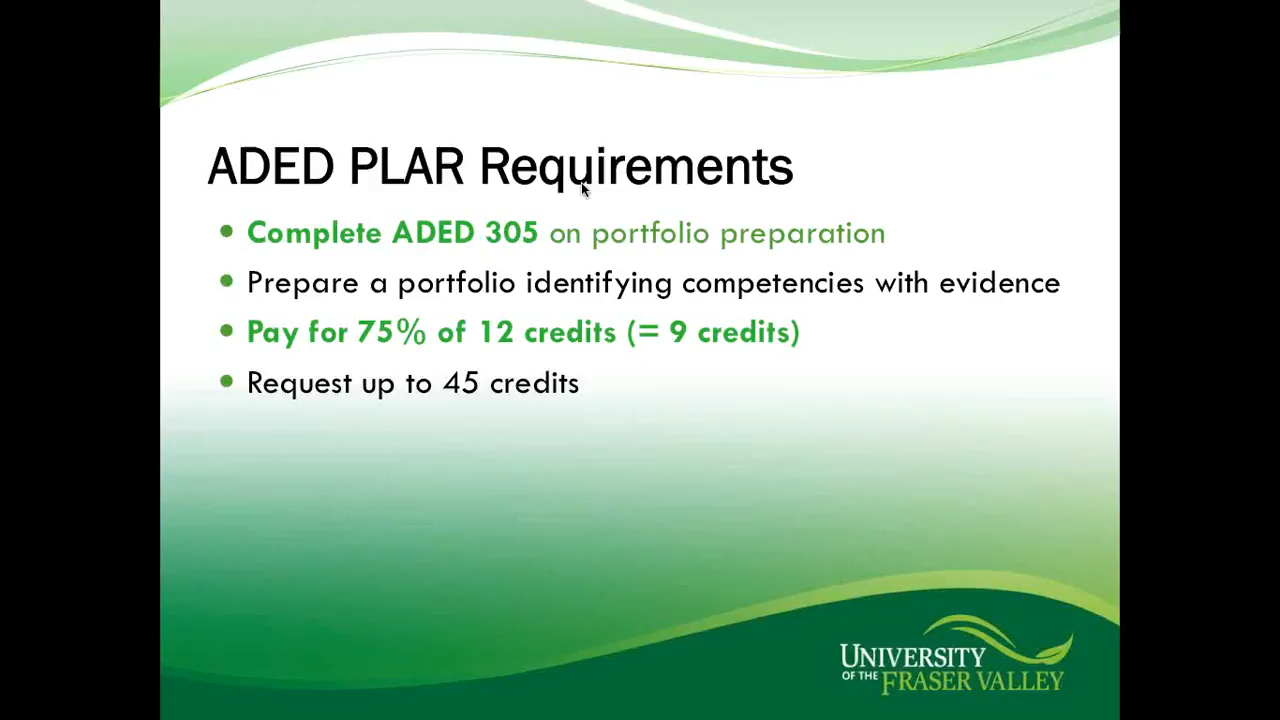 ADED PLAR Requirements
• Complete ADED 305 on portfolio preparation
• Prepare a portfolio identifying competencies with evidence
• Pay for 75% of 12 credits (= 9 credits)
• Request up to 45 credits
UNIVERSITY
OF THE FRASER VALLEY